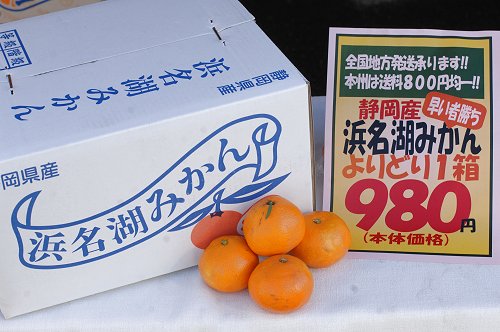 静岡県産
浜名湖みかん
岡県産
浜名湖みかん
全国地方発送承ります!!
本州は送料800円均一!!
静岡産
早い者勝ち
浜名湖みかん
よりどり1箱
980円
(本体価格)